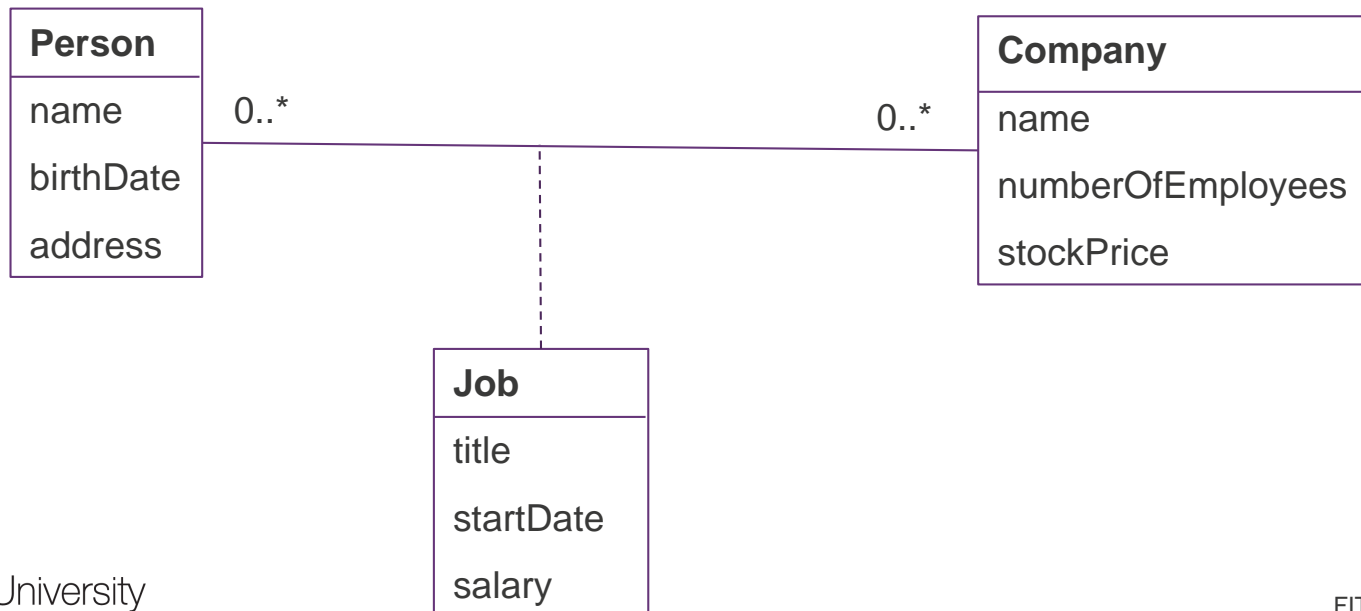 Person
name
birthDate
address
0..*
0..*
Company
name
numberOfEmployees
stockPrice
Job
title
startDate
salary
University